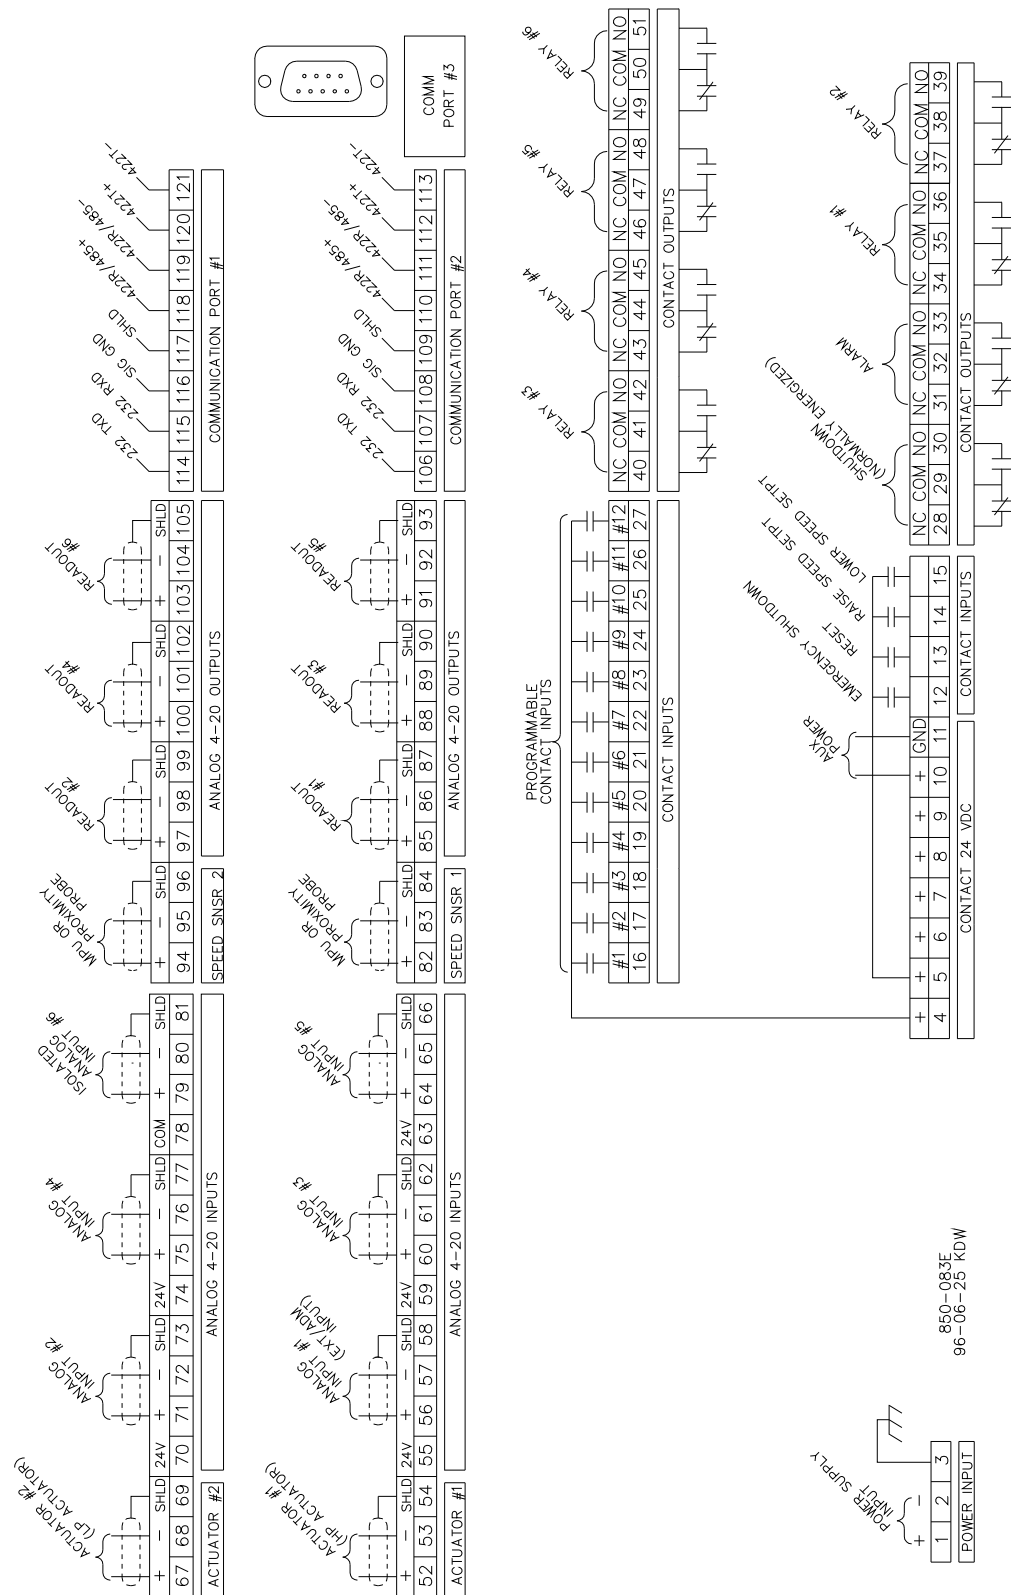 ACTUATOR #2
(LP ACTUATOR)
ANALOG
INPUT #2
ANALOG
INPUT #4
ISOLATED
ANALOG
INPUT #6
MPU OR
PROXIMITY
PROBE
READOUT
#2
READOUT
#4
READOUT
#6
232 TXD
232 RXD
SIG GND
SHLD
422R/485+
422R/485-
422T+
422T-
+ - SHLD 24V + - SHLD 24V + - SHLD COM + - SHLD + - SHLD + - SHLD + - SHLD + - SHLD
67 68 69 70 71 72 73 74 75 76 77 78 79 80 81 94 95 96 97 98 99 100 101 102 103 104 105 114 115 116 117 118 119 120 121
ACTUATOR #2
ANALOG 4-20 INPUTS
SPEED SNSR 2
ANALOG 4-20 OUTPUTS
COMMUNICATION PORT #1
ACTUATOR #1
(HP ACTUATOR)
ANALOG
INPUT #1
(EXT/ADM
INPUT)
ANALOG
INPUT #3
ANALOG
INPUT #5
MPU OR
PROXIMITY
PROBE
READOUT
#1
READOUT
#3
READOUT
#5
232 TXD
232 RXD
SIG GND
SHLD
422R/485+
422R/485-
422T+
422T-
+ - SHLD 24V + - SHLD 24V + - SHLD 24V + - SHLD + - SHLD + - SHLD + - SHLD + - SHLD
52 53 54 55 56 57 58 59 60 61 62 63 64 65 66 82 83 84 85 86 87 88 89 90 91 92 93 106 107 108 109 110 111 112 113
ACTUATOR #1
ANALOG 4-20 INPUTS
SPEED SNSR 1
ANALOG 4-20 OUTPUTS
COMMUNICATION PORT #2
COMM
PORT #3
PROGRAMMABLE
CONTACT INPUTS
RELAY #3
RELAY #4
RELAY #5
RELAY #6
#1 #2 #3 #4 #5 #6 #7 #8 #9 #10 #11 #12 NC COM NO NC COM NO NC COM NO NC COM NO
16 17 18 19 20 21 22 23 24 25 26 27 40 41 42 43 44 45 46 47 48 49 50 51
CONTACT INPUTS
CONTACT OUTPUTS
POWER SUPPLY
INPUT
AUX
POWER
EMERGENCY SHUTDOWN
RESET
RAISE SPEED SETPT
LOWER SPEED SETPT
SHUTDOWN
(NORMALLY ENERGIZED)
ALARM
RELAY #1
RELAY #2
+ -
+ + + + + + + GND NC COM NO NC COM NO NC COM NO NC COM NO
1 2 3 4 5 6 7 8 9 10 11 12 13 14 15 28 29 30 31 32 33 34 35 36 37 38 39
POWER INPUT
CONTACT 24 VDC
CONTACT INPUTS
CONTACT OUTPUTS
850-083E
96-06-25 KDW